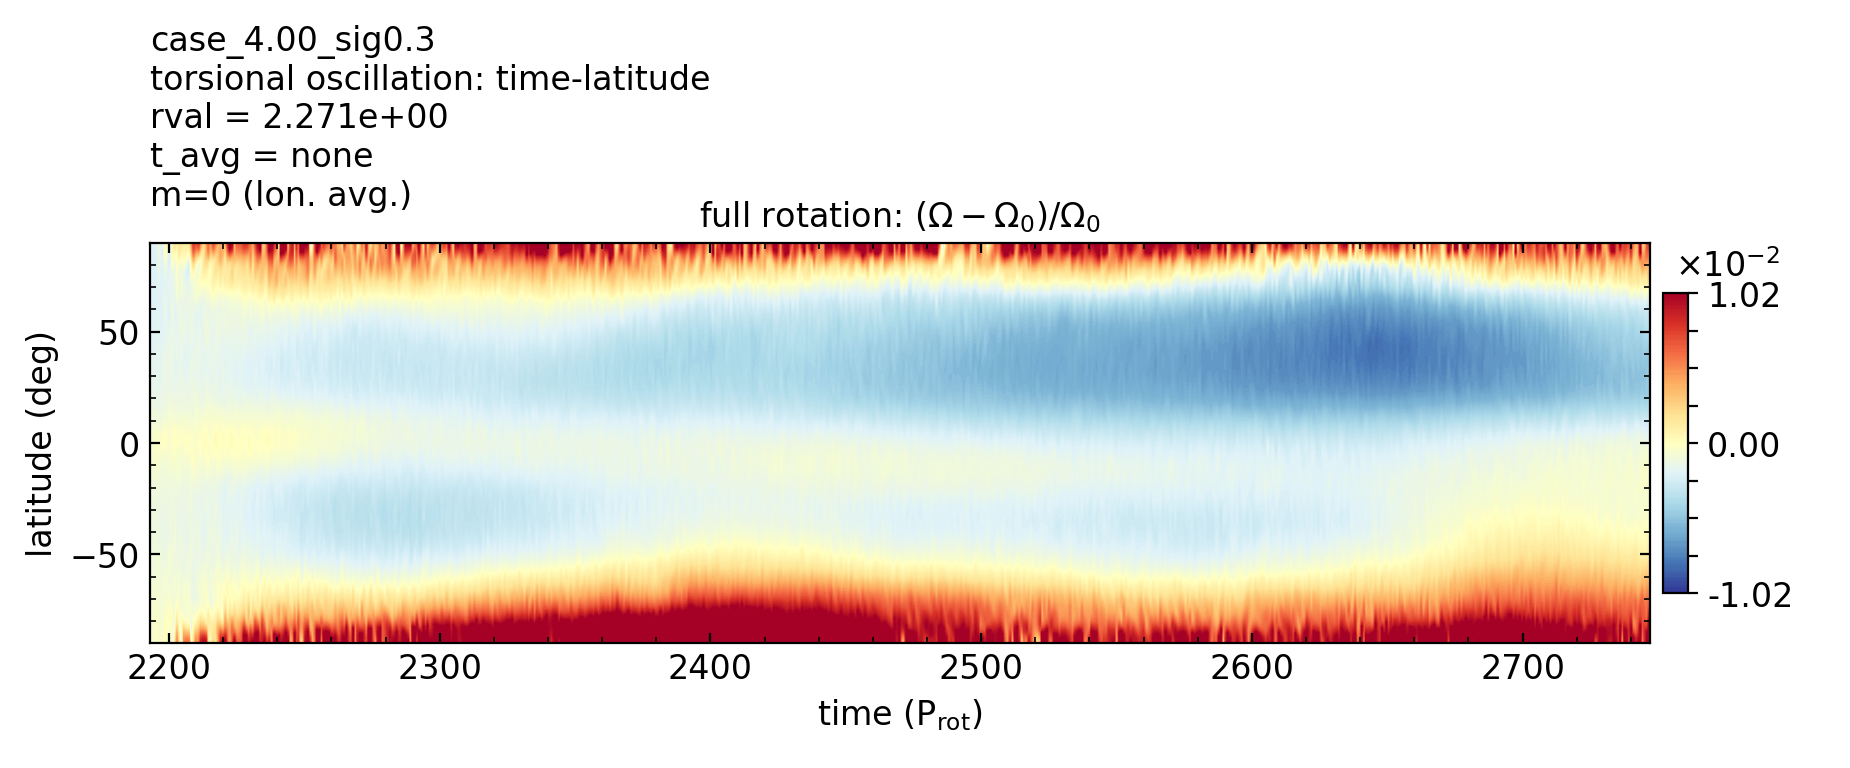 case_4.00_sig0.3
torsional oscillation: time-latitude
rval = 2.271e+00
t_avg = none
m=0 (lon. avg.)
full rotation: (Ω − Ω₀)/Ω₀
×10⁻²
1.02
0.00
-1.02
latitude (deg)
50
0
−50
2200 2300 2400 2500 2600 2700
time (P_rot)